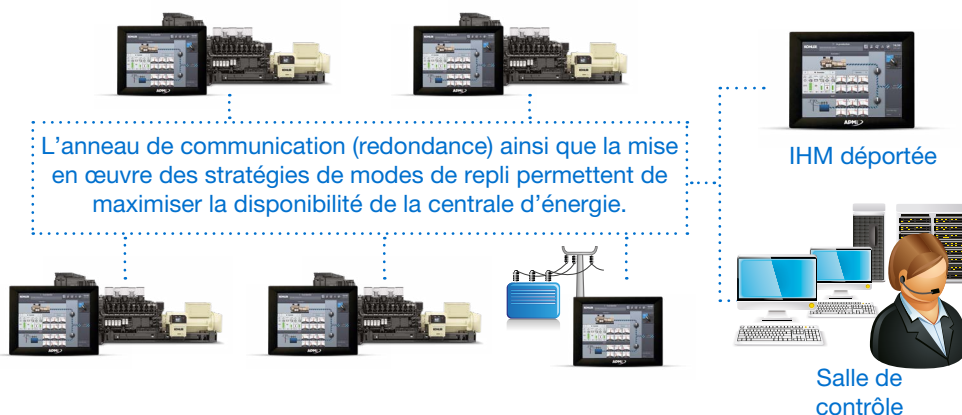 L'anneau de communication (redondance) ainsi que la mise
en œuvre des stratégies de modes de repli permettent de
maximiser la disponibilité de la centrale d'énergie.
IHM déportée
Salle de
contrôle